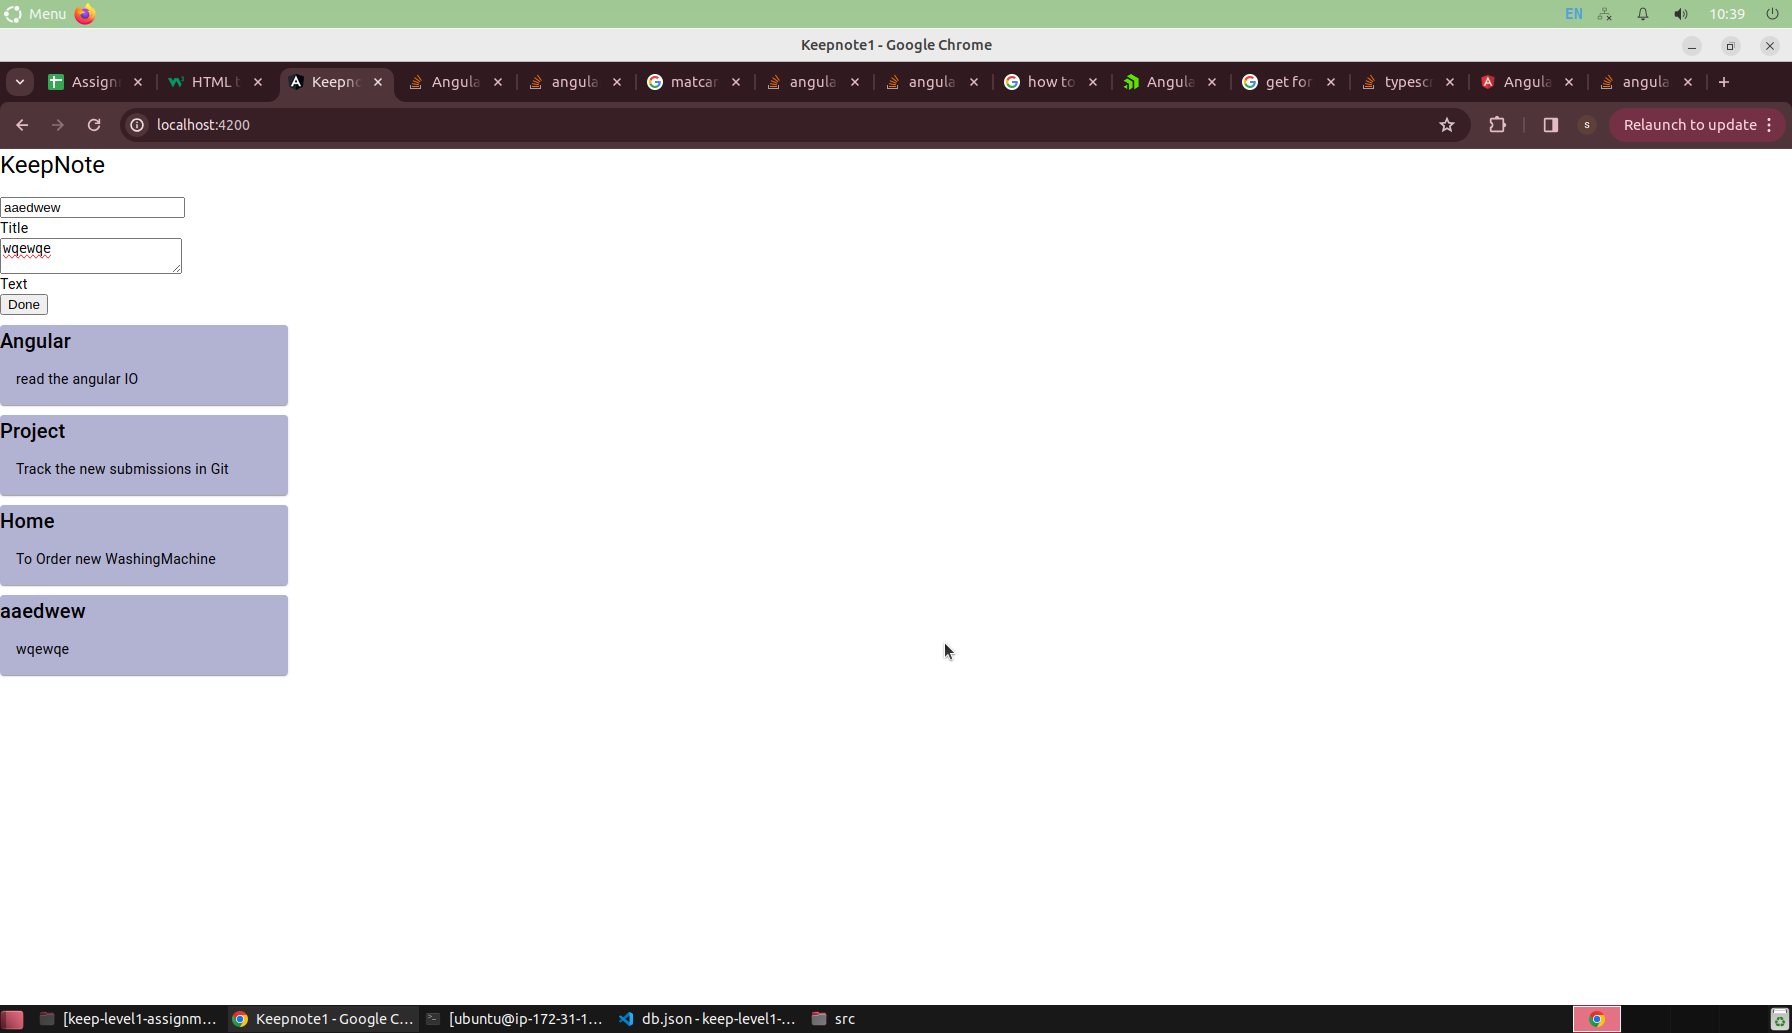 Menu
EN
10:39
Keepnote1 - Google Chrome
Assign
HTML t
Keepno
Angula
angula
matcar
angula
angula
how to
Angula
get for
typesc
Angula
angula
localhost:4200
s
Relaunch to update
KeepNote
aaedwew
Title
wqewqe
Text
Done
Angular
read the angular IO
Project
Track the new submissions in Git
Home
To Order new WashingMachine
aaedwew
wqewqe
[keep-level1-assignm...
Keepnote1 - Google C...
[ubuntu@ip-172-31-1...
db.json - keep-level1-...
src